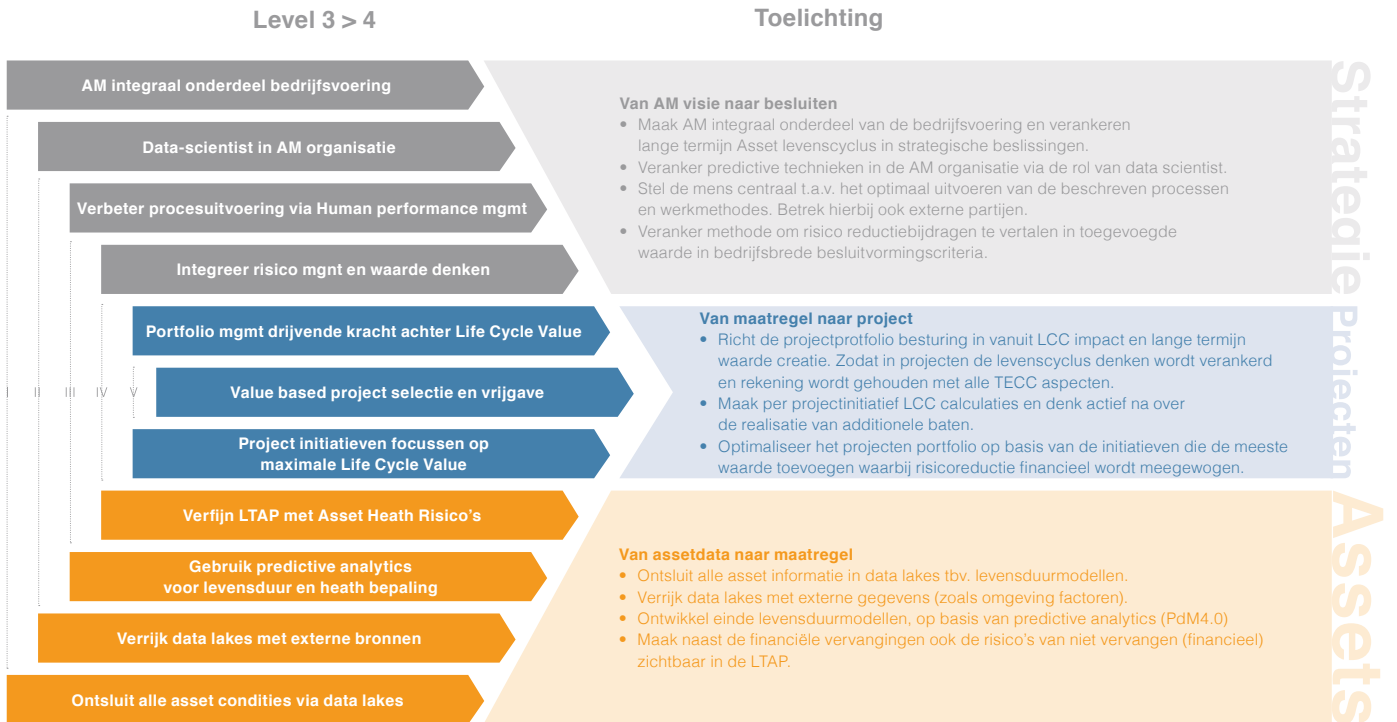 Level 3 > 4
Toelichting
AM integraal onderdeel bedrijfsvoering
Data-scientist in AM organisatie
Verbeter procesuitvoering via Human performance mgmt
Integreer risico mgnt en waarde denken
Portfolio mgmt drijvende kracht achter Life Cycle Value
Value based project selectie en vrijgave
Project initiatieven focussen op
maximale Life Cycle Value
Verfijn LTAP met Asset Heath Risico's
Gebruik predictive analytics
voor levensduur en heath bepaling
Verrijk data lakes met externe bronnen
Ontsluit alle asset condities via data lakes
I II III IV V
Van AM visie naar besluiten
• Maak AM integraal onderdeel van de bedrijfsvoering en verankeren
lange termijn Asset levenscyclus in strategische beslissingen.
• Veranker predictive technieken in de AM organisatie via de rol van data scientist.
• Stel de mens centraal t.a.v. het optimaal uitvoeren van de beschreven processen
en werkmethodes. Betrek hierbij ook externe partijen.
• Veranker methode om risico reductiebijdragen te vertalen in toegevoegde
waarde in bedrijfsbrede besluitvormingscriteria.
Strategie
Van maatregel naar project
• Richt de projectprotfolio besturing in vanuit LCC impact en lange termijn
waarde creatie. Zodat in projecten de levenscyclus denken wordt verankerd
en rekening wordt gehouden met alle TECC aspecten.
• Maak per projectinitiatief LCC calculaties en denk actief na over
de realisatie van additionele baten.
• Optimaliseer het projecten portfolio op basis van de initiatieven die de meeste
waarde toevoegen waarbij risicoreductie financieel wordt meegewogen.
Projecten
Van assetdata naar maatregel
• Ontsluit alle asset informatie in data lakes tbv. levensduurmodellen.
• Verrijk data lakes met externe gegevens (zoals omgeving factoren).
• Ontwikkel einde levensduurmodellen, op basis van predictive analytics (PdM4.0)
• Maak naast de financiële vervangingen ook de risico's van niet vervangen (financieel)
zichtbaar in de LTAP.
Assets